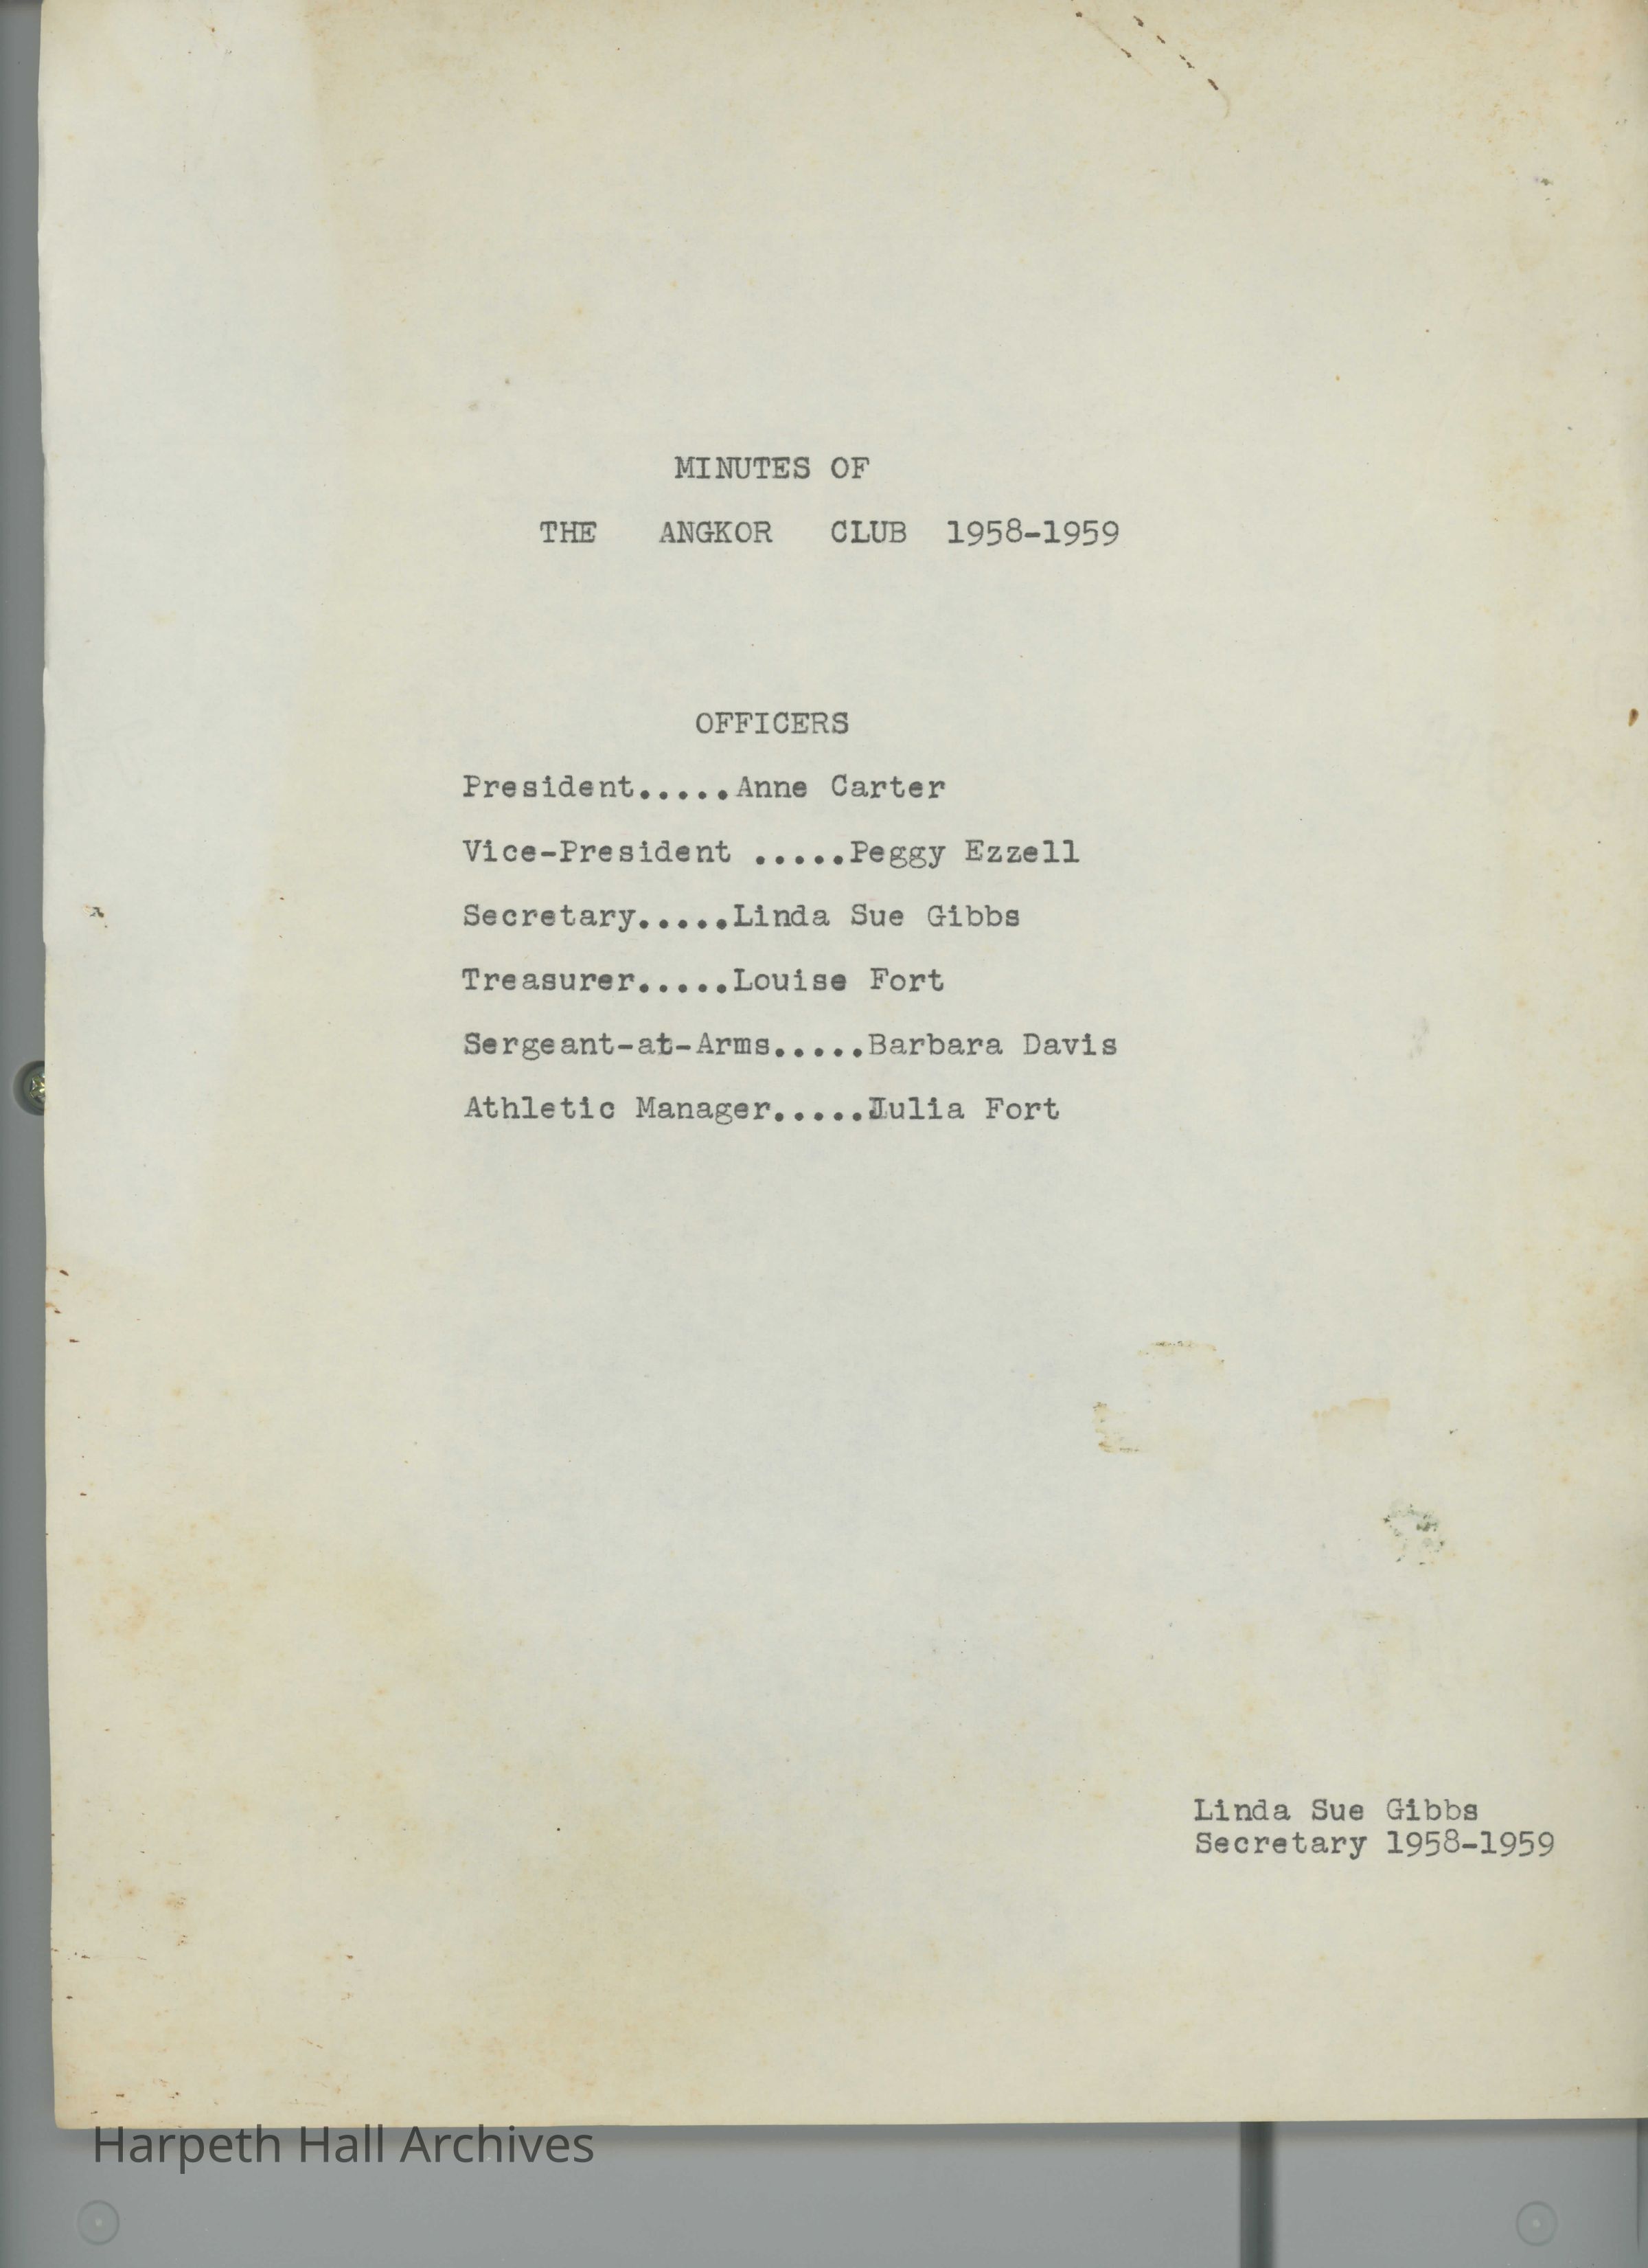 MINUTES OF
THE ANGKOR CLUB 1958-1959
OFFICERS
President.....Anne Carter
Vice-President .....Peggy Ezzell
Secretary.....Linda Sue Gibbs
Treasurer.....Louise Fort
Sergeant-at-Arms.....Barbara Davis
Athletic Manager.....Julia Fort
Linda Sue Gibbs
Secretary 1958-1959
Harpeth Hall Archives